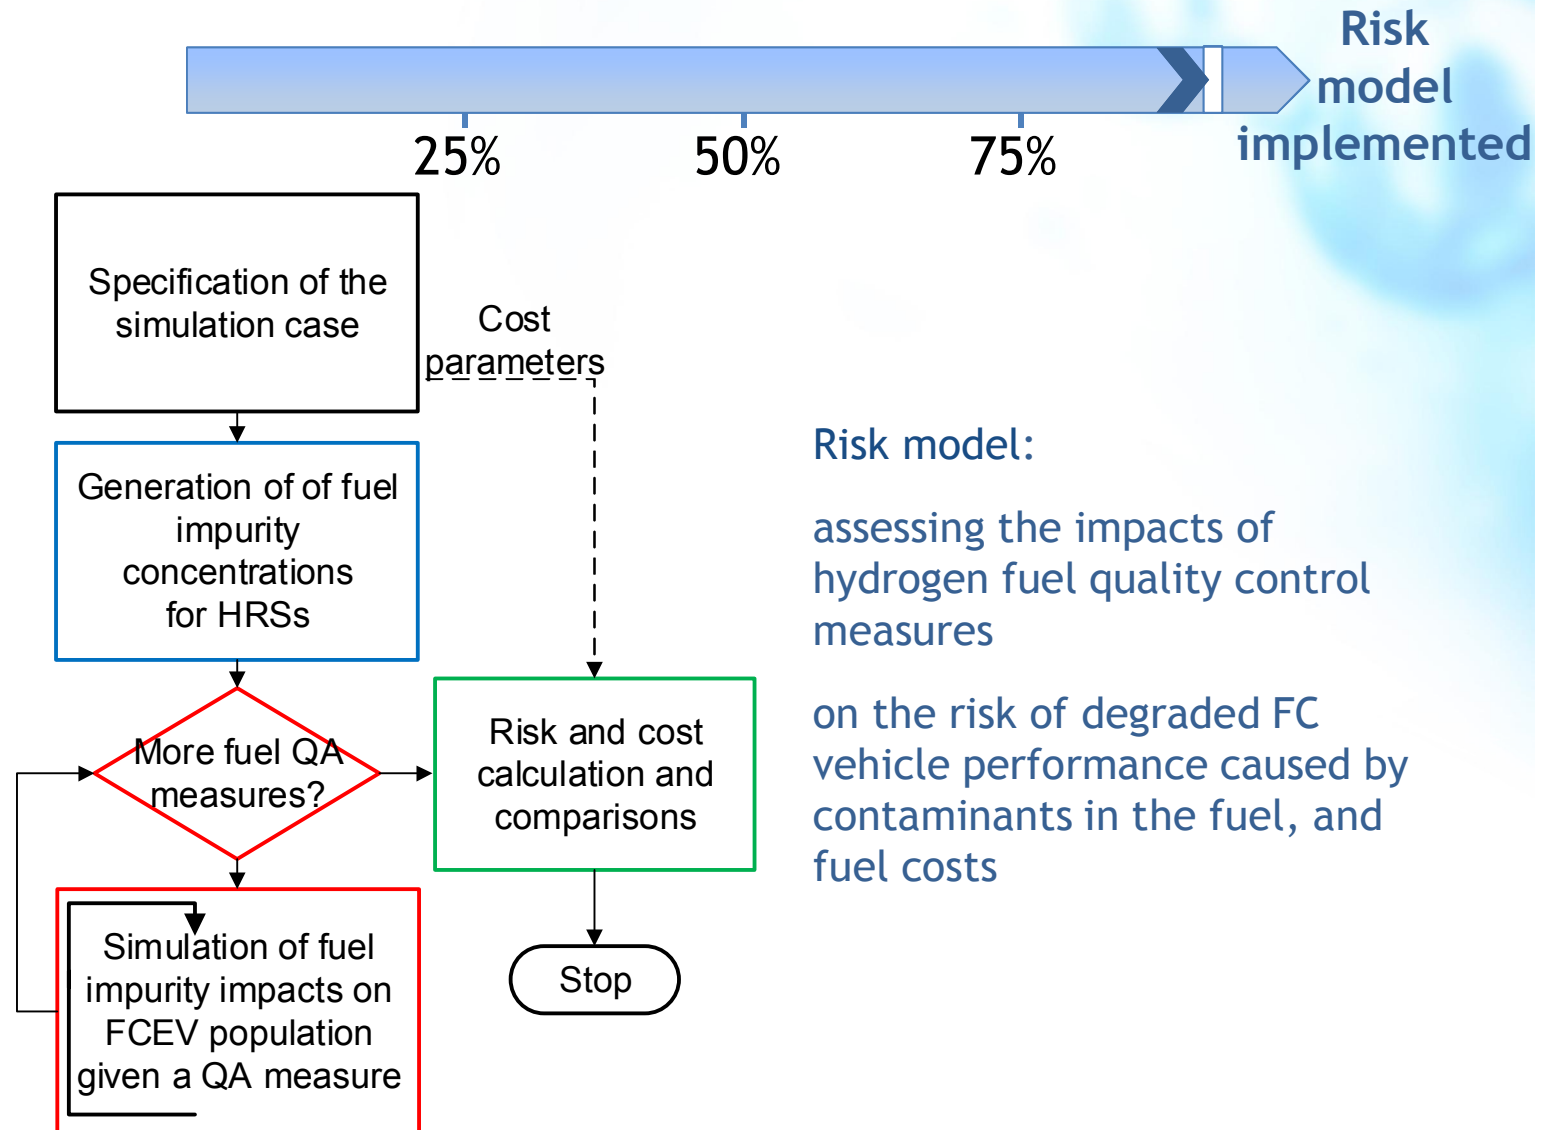 Risk
model
implemented
25%
50%
75%
Specification of the
simulation case
Cost
parameters
Generation of of fuel
impurity
concentrations
for HRSs
More fuel QA
measures?
Risk and cost
calculation and
comparisons
Simulation of fuel
impurity impacts on
FCEV population
given a QA measure
Stop
Risk model:
assessing the impacts of
hydrogen fuel quality control
measures
on the risk of degraded FC
vehicle performance caused by
contaminants in the fuel, and
fuel costs